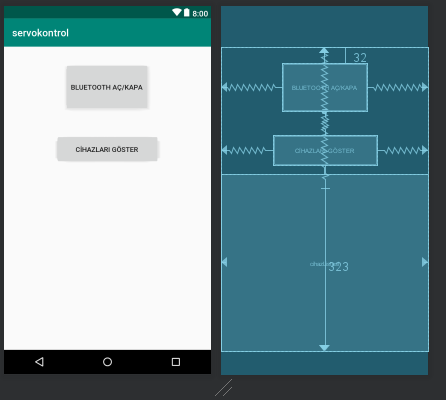 8:00
servokontrol
32
BLUETOOTH AÇ/KAPA
BLUETOOTH AÇ/KAPA
CİHAZLARI GÖSTER
CİHAZLARI GÖSTER
323